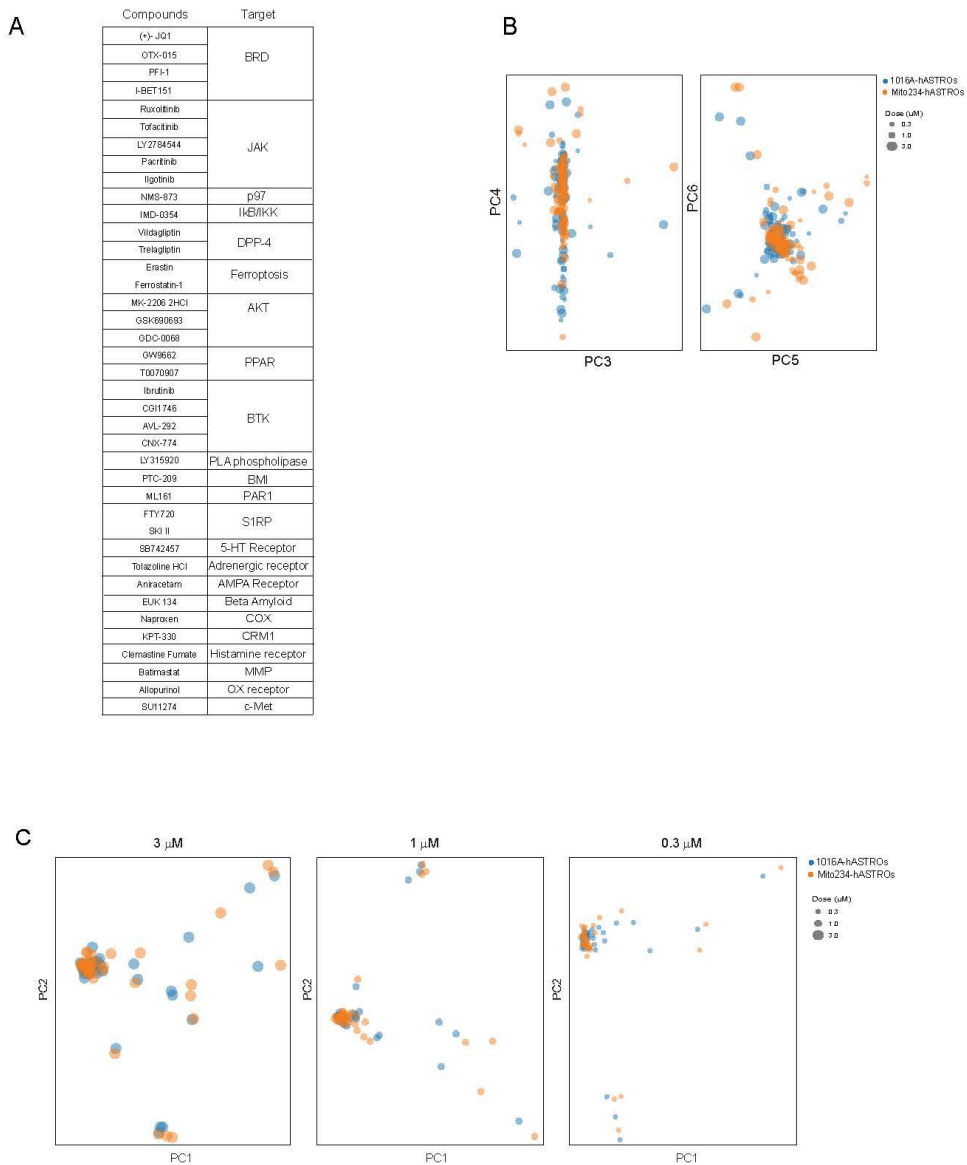 A
Compounds Target
(+)- JQ1
OTX-015
PFI-1
I-BET151
BRD
Ruxolitinib
Tofacitinib
LY2784544
Pacritinib
Ilgotinib
JAK
NMS-873 p97
IMD-0354 IkB/IKK
Vildagliptin
Trelagliptin
DPP-4
Erastin
Ferrostatin-1
Ferroptosis
MK-2206 2HCl
GSK690693
GDC-0068
AKT
GW9662
T0070907
PPAR
Ibrutinib
CGI1746
AVL-292
CNX-774
BTK
LY315920 PLA phospholipase
PTC-209 BMI
ML161 PAR1
FTY720
SKI II
S1RP
SB742457 5-HT Receptor
Tolazoline HCl Adrenergic receptor
Aniracetam AMPA Receptor
EUK 134 Beta Amyloid
Naproxen COX
KPT-330 CRM1
Clemastine Fumate Histamine receptor
Batimastat MMP
Allopurinol OX receptor
SU11274 c-Met
B
PC4
PC3
PC6
PC5
1016A-hASTROs
Mito234-hASTROs
Dose (uM)
0.3
1.0
3.0
C
3 μM
1 μM
0.3 μM
PC2
PC1
PC2
PC1
PC2
PC1
1016A-hASTROs
Mito234-hASTROs
Dose (uM)
0.3
1.0
3.0